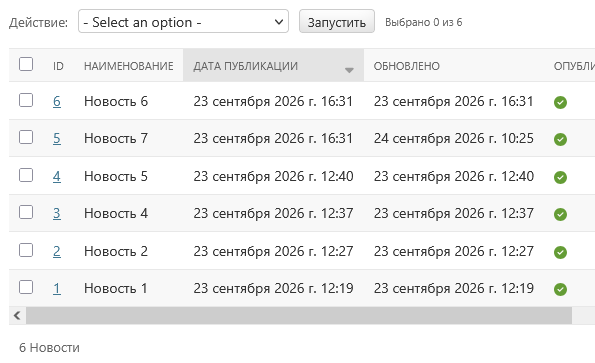 Действие: - Select an option - Запустить Выбрано 0 из 6
ID НАИМЕНОВАНИЕ ДАТА ПУБЛИКАЦИИ ОБНОВЛЕНО ОПУБЛИ
6 Новость 6 23 сентября 2026 г. 16:31 23 сентября 2026 г. 16:31
5 Новость 7 23 сентября 2026 г. 16:31 24 сентября 2026 г. 10:25
4 Новость 5 23 сентября 2026 г. 12:40 23 сентября 2026 г. 12:40
3 Новость 4 23 сентября 2026 г. 12:37 23 сентября 2026 г. 12:37
2 Новость 2 23 сентября 2026 г. 12:27 23 сентября 2026 г. 12:27
1 Новость 1 23 сентября 2026 г. 12:19 23 сентября 2026 г. 12:19
6 Новости